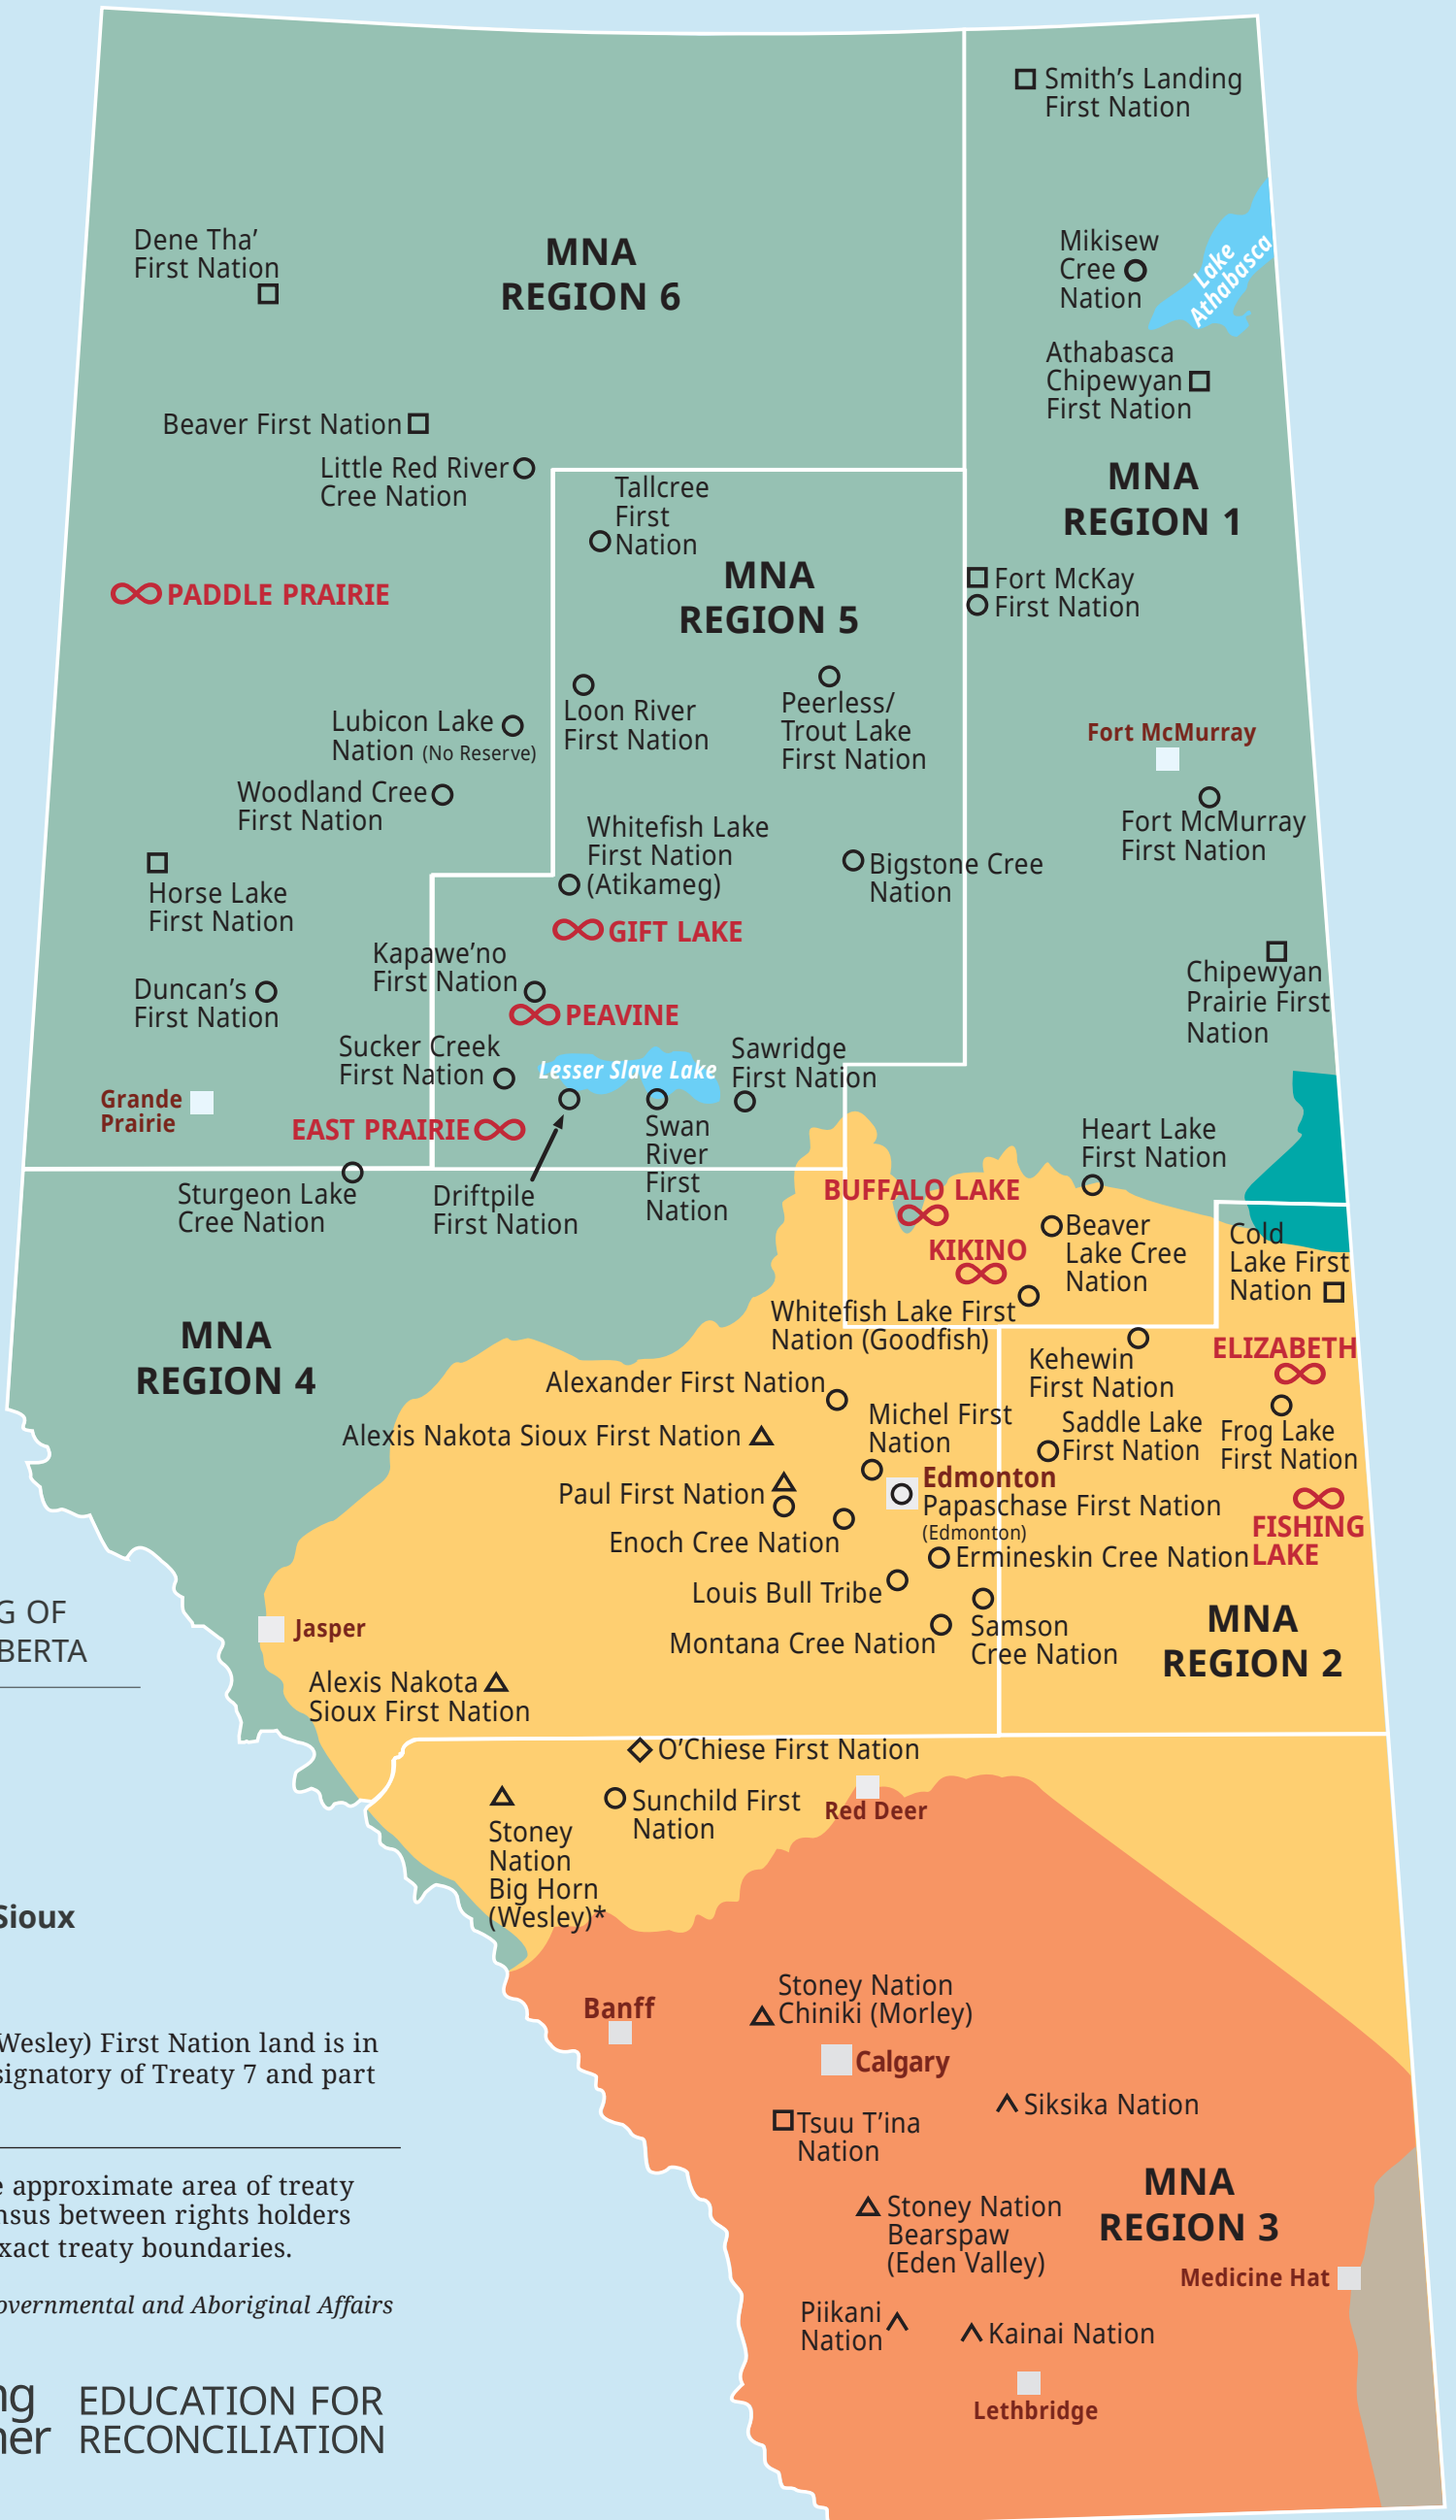 Smith's Landing
First Nation
Dene Tha'
First Nation
MNA
REGION 6
Mikisew
Cree
Nation
Lake
Athabasca
Athabasca
Chipewyan
First Nation
Beaver First Nation
Little Red River
Cree Nation
Tallcree
First
Nation
MNA
REGION 1
MNA
REGION 5
PADDLE PRAIRIE
Fort McKay
First Nation
Lubicon Lake
Nation (No Reserve)
Loon River
First Nation
Peerless/
Trout Lake
First Nation
Fort McMurray
Woodland Cree
First Nation
Fort McMurray
First Nation
Whitefish Lake
First Nation
(Atikameg)
Bigstone Cree
Nation
Horse Lake
First Nation
GIFT LAKE
Kapawe'no
First Nation
Duncan's
First Nation
Chipewyan
Prairie First
Nation
PEAVINE
Sucker Creek
First Nation
Lesser Slave Lake
Sawridge
First Nation
Grande
Prairie
EAST PRAIRIE
Swan
River
First
Nation
Heart Lake
First Nation
Sturgeon Lake
Cree Nation
Driftpile
First Nation
BUFFALO LAKE
Beaver
Lake Cree
Nation
Cold
Lake First
Nation
KIKINO
Whitefish Lake First
Nation (Goodfish)
MNA
REGION 4
Kehewin
First Nation
ELIZABETH
Alexander First Nation
Michel First
Nation
Saddle Lake
First Nation
Frog Lake
First Nation
Alexis Nakota Sioux First Nation
Edmonton
Papaschase First Nation
(Edmonton)
Paul First Nation
FISHING
LAKE
Enoch Cree Nation
Ermineskin Cree Nation
Louis Bull Tribe
Samson
Cree Nation
Montana Cree Nation
MNA
REGION 2
G OF
BERTA
Jasper
Alexis Nakota
Sioux First Nation
O'Chiese First Nation
Sunchild First
Nation
Red Deer
Stoney
Nation
Big Horn
(Wesley)*
Sioux
Stoney Nation
Chiniki (Morley)
Banff
Wesley) First Nation land is in
signatory of Treaty 7 and part
Calgary
Siksika Nation
Tsuu T'ina
Nation
e approximate area of treaty
nsus between rights holders
xact treaty boundaries.
MNA
REGION 3
Stoney Nation
Bearspaw
(Eden Valley)
Medicine Hat
overnmental and Aboriginal Affairs
Piikani
Nation
Kainai Nation
ng
her
EDUCATION FOR
RECONCILIATION
Lethbridge